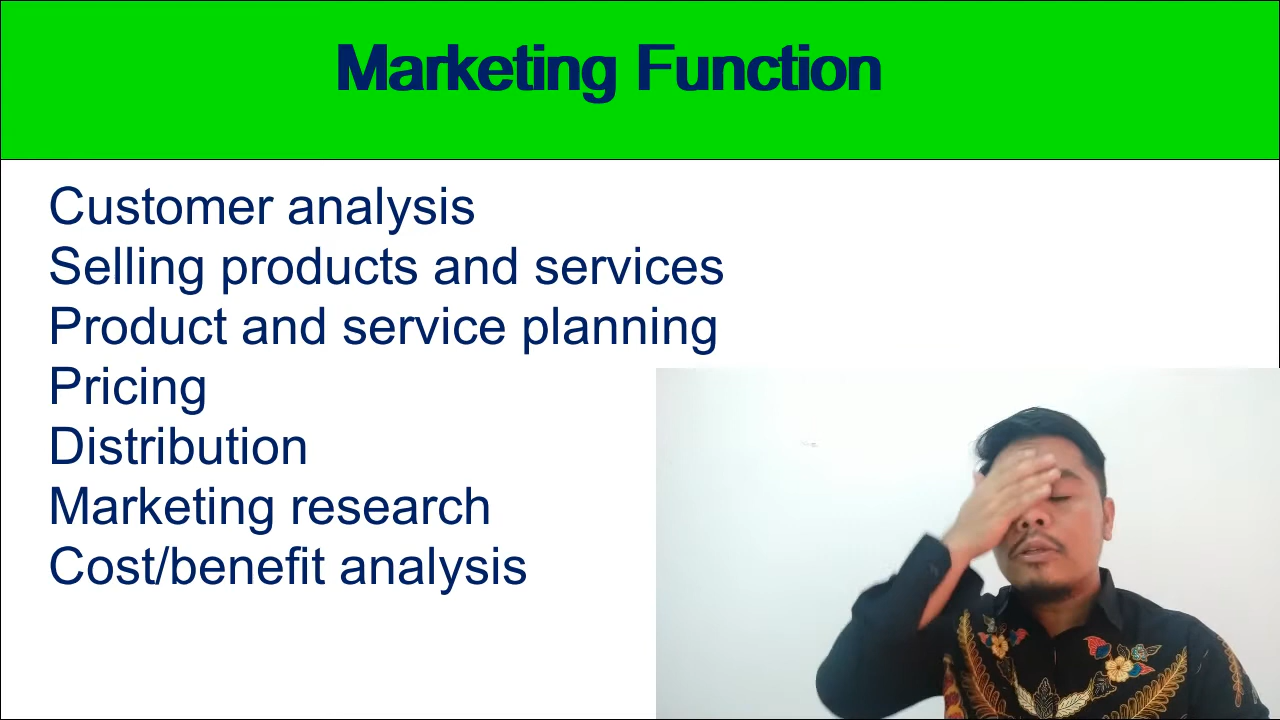 Marketing Function
Customer analysis
Selling products and services
Product and service planning
Pricing
Distribution
Marketing research
Cost/benefit analysis